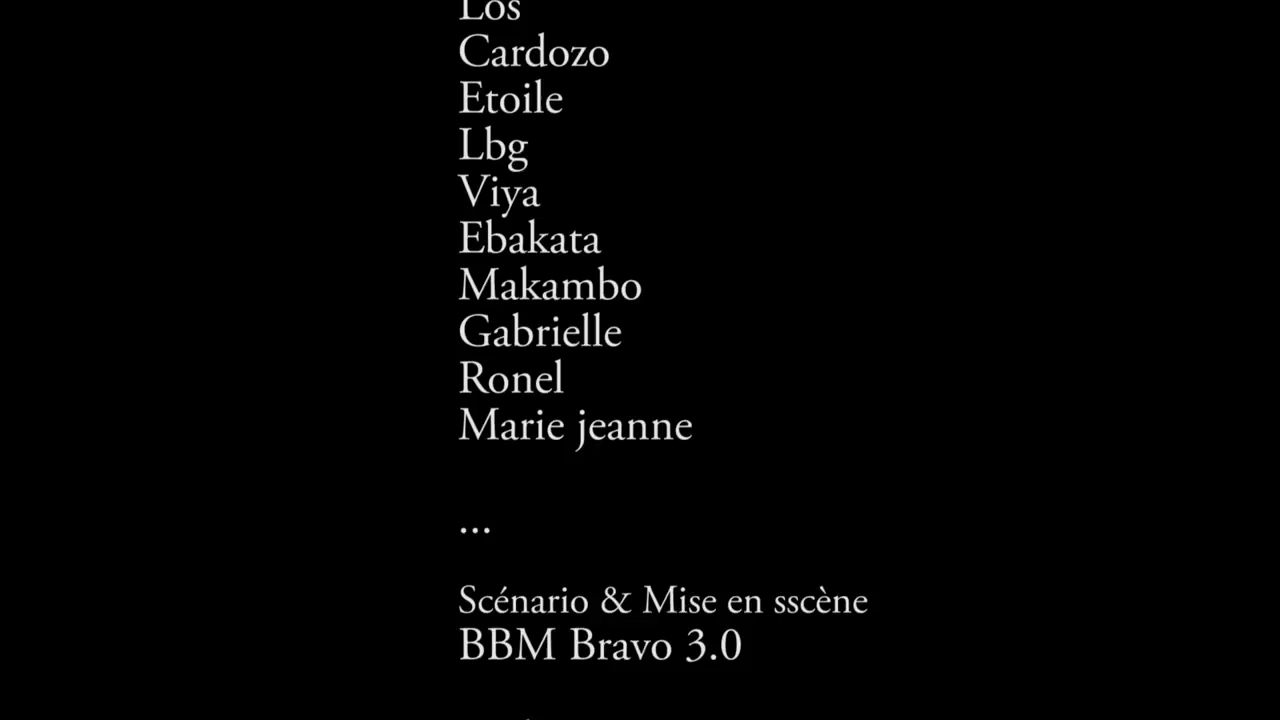 Los
Cardozo
Etoile
Lbg
Viya
Ebakata
Makambo
Gabrielle
Ronel
Marie jeanne
...
Scénario & Mise en sscène
BBM Bravo 3.0